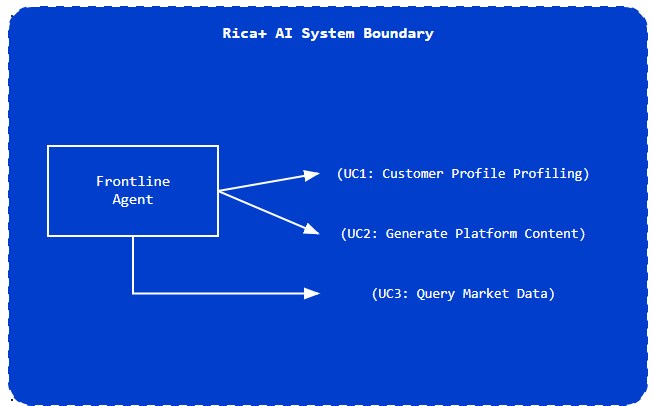 Rica+ AI System Boundary
Frontline
Agent
(UC1: Customer Profile Profiling)
(UC2: Generate Platform Content)
(UC3: Query Market Data)